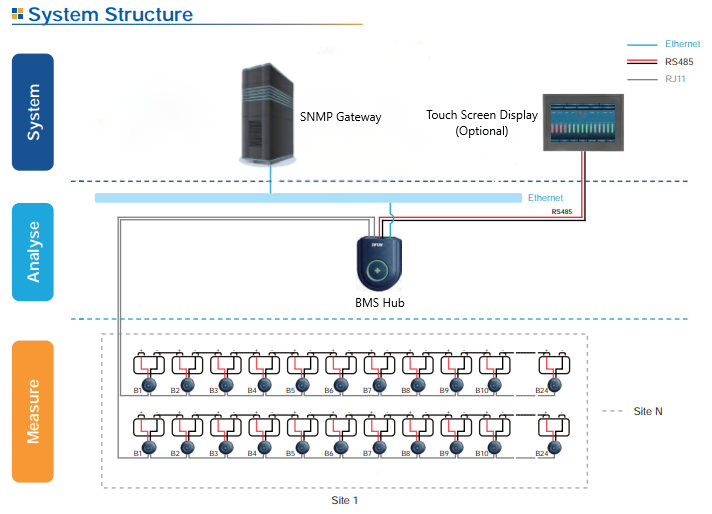 System Structure
Ethernet
RS485
RJ11
System
SNMP Gateway
Touch Screen Display
(Optional)
Ethernet
RS485
Analyse
BMS Hub
Measure
B1 B2 B3 B4 B5 B6 B7 B8 B9 B10 B24
B1 B2 B3 B4 B5 B6 B7 B8 B9 B10 B24
Site N
Site 1